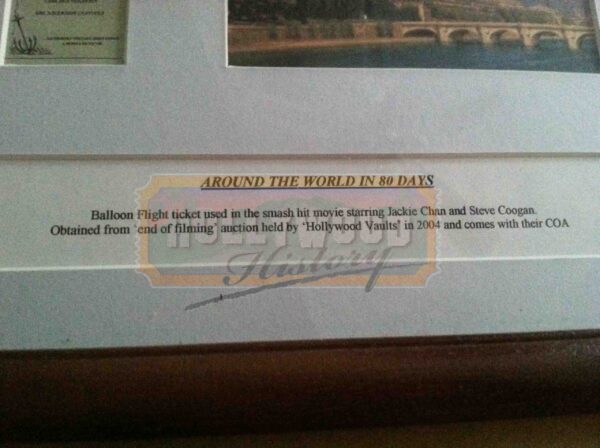 AROUND THE WORLD IN 80 DAYS
Balloon Flight ticket used in the smash hit movie starring Jackie Chan and Steve Coogan.
Obtained from 'end of filming' auction held by 'Hollywood Vaults' in 2004 and comes with their COA
HOLLYWOOD
History